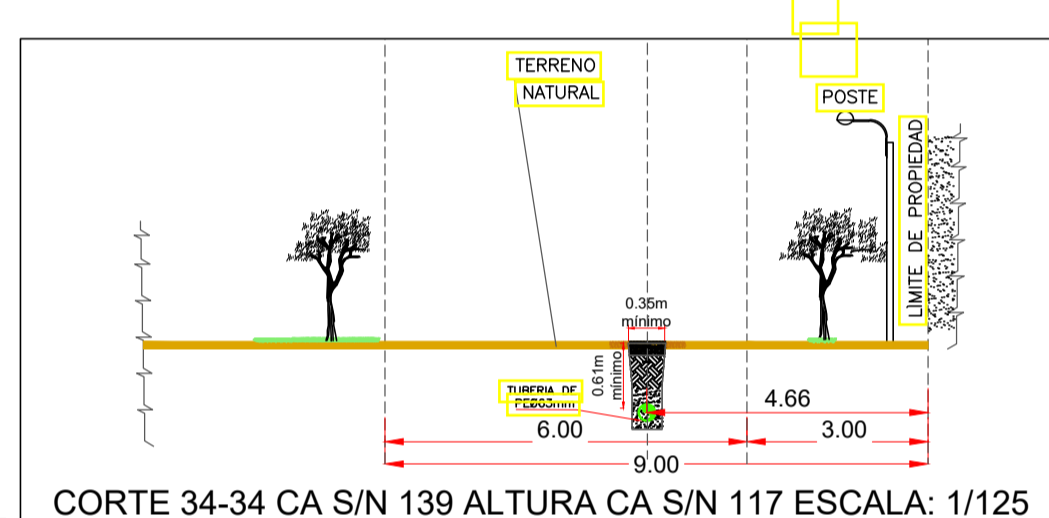 TERRENO
NATURAL
POSTE
LÍMITE DE PROPIEDAD
0.35m
mínimo
0.61m
mínimo
TUBERIA DE
PEØ63mm
4.66
6.00
3.00
9.00
CORTE 34-34 CA S/N 139 ALTURA CA S/N 117 ESCALA: 1/125